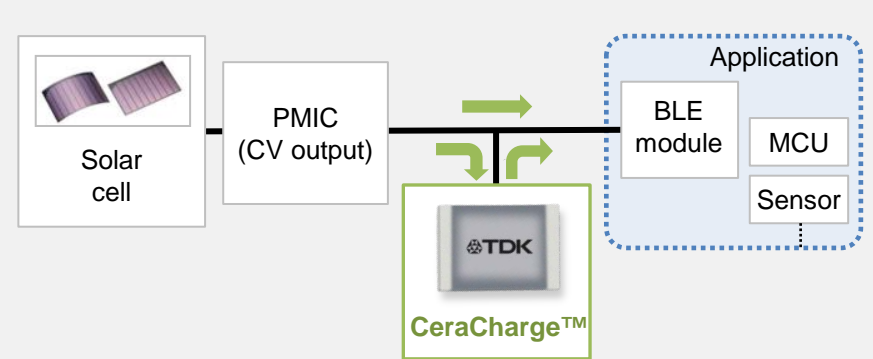 Solar
cell
PMIC
(CV output)
TDK
CeraCharge™
Application
BLE
module
MCU
Sensor